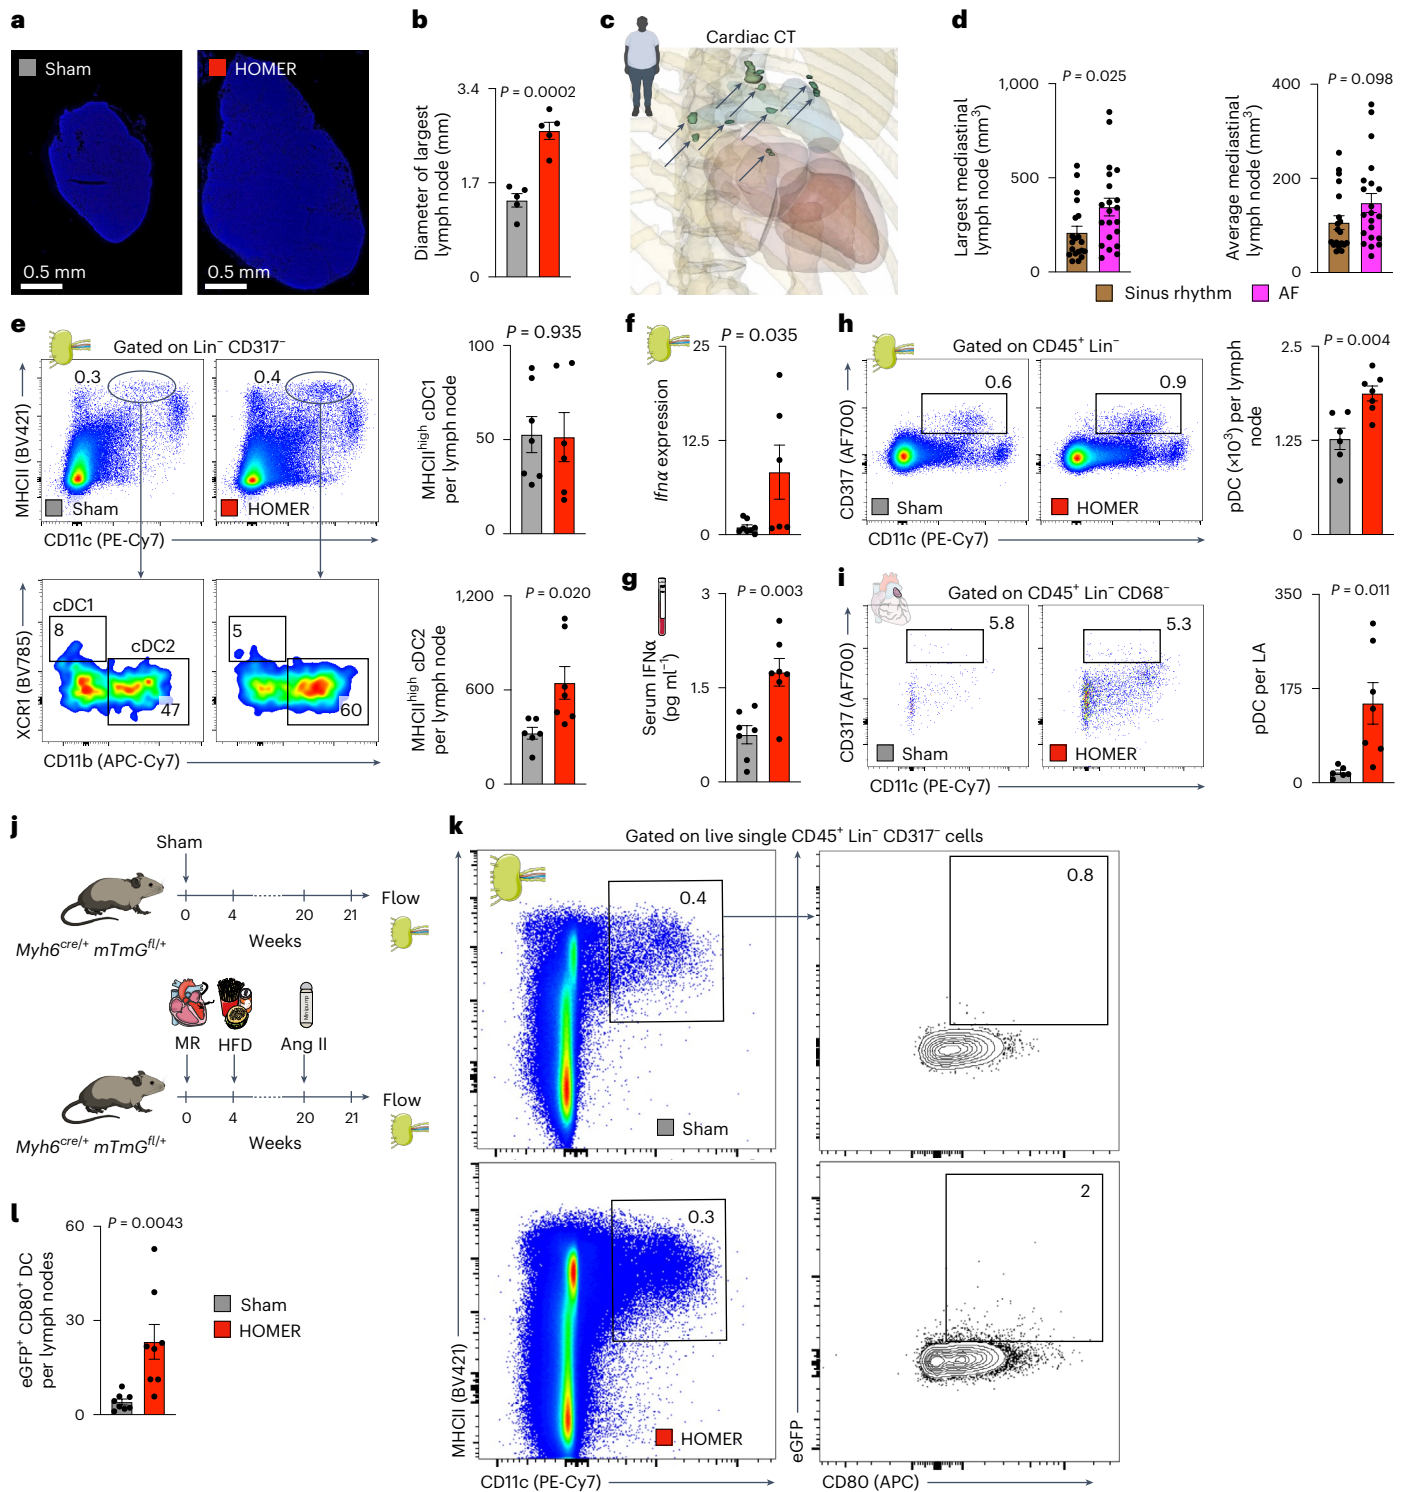 a
Sham
HOMER
0.5 mm
0.5 mm
b
P = 0.0002
Diameter of largest
lymph node (mm)
3.4
1.7
0
c
Cardiac CT
d
P = 0.025
Largest mediastinal
lymph node (mm³)
1,000
500
0
P = 0.098
Average mediastinal
lymph node (mm³)
400
200
0
Sinus rhythm
AF
e
Gated on Lin⁻ CD317⁻
0.3
0.4
MHCII (BV421)
Sham
HOMER
CD11c (PE-Cy7)
cDC1
8
cDC2
47
5
60
XCR1 (BV785)
CD11b (APC-Cy7)
P = 0.935
MHCIIʰⁱᵍʰ cDC1
per lymph node
100
50
0
P = 0.020
MHCIIʰⁱᵍʰ cDC2
per lymph node
1,200
600
0
f
P = 0.035
Ifnα expression
25
12.5
0
g
P = 0.003
Serum IFNα
(pg ml⁻¹)
3
1.5
0
h
Gated on CD45⁺ Lin⁻
0.6
0.9
CD317 (AF700)
Sham
HOMER
CD11c (PE-Cy7)
P = 0.004
pDC (×10³) per lymph
node
2.5
1.25
0
i
Gated on CD45⁺ Lin⁻ CD68⁻
5.8
5.3
CD317 (AF700)
Sham
HOMER
CD11c (PE-Cy7)
P = 0.011
pDC per LA
350
175
0
j
Sham
0
4
20
21
Flow
Weeks
Myh6ᶜʳᵉ/⁺ mTmGᶠˡ/⁺
MR
HFD
Minipump
Ang II
0
4
20
21
Flow
Weeks
Myh6ᶜʳᵉ/⁺ mTmGᶠˡ/⁺
k
Gated on live single CD45⁺ Lin⁻ CD317⁻ cells
0.4
0.8
Sham
0.3
2
HOMER
MHCII (BV421)
CD11c (PE-Cy7)
eGFP
CD80 (APC)
l
P = 0.0043
eGFP⁺ CD80⁺ DC
per lymph nodes
60
30
0
Sham
HOMER